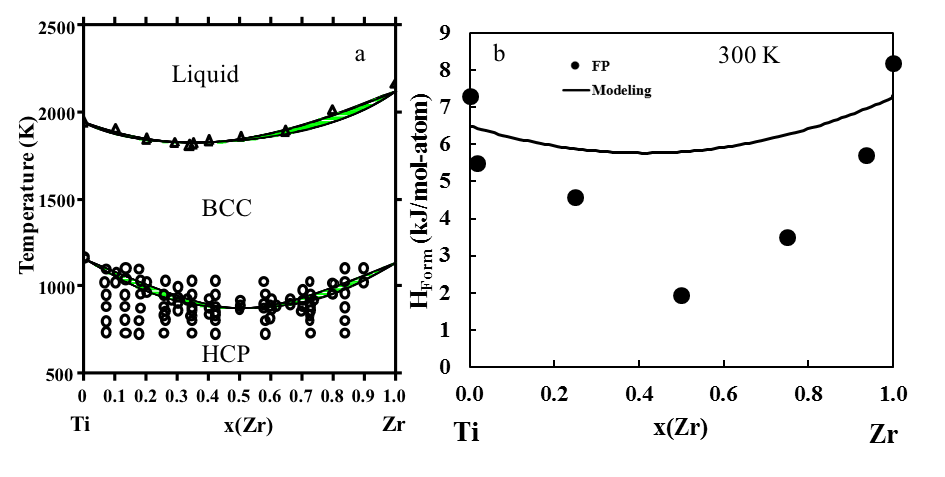 a
Liquid
BCC
HCP
Temperature (K)
2500
2000
1500
1000
500
0 0.1 0.2 0.3 0.4 0.5 0.6 0.7 0.8 0.9 1.0
Ti x(Zr) Zr
b
300 K
FP
Modeling
H_Form (kJ/mol-atom)
9
8
7
6
5
4
3
2
1
0
0.0 0.2 0.4 0.6 0.8 1.0
Ti x(Zr) Zr